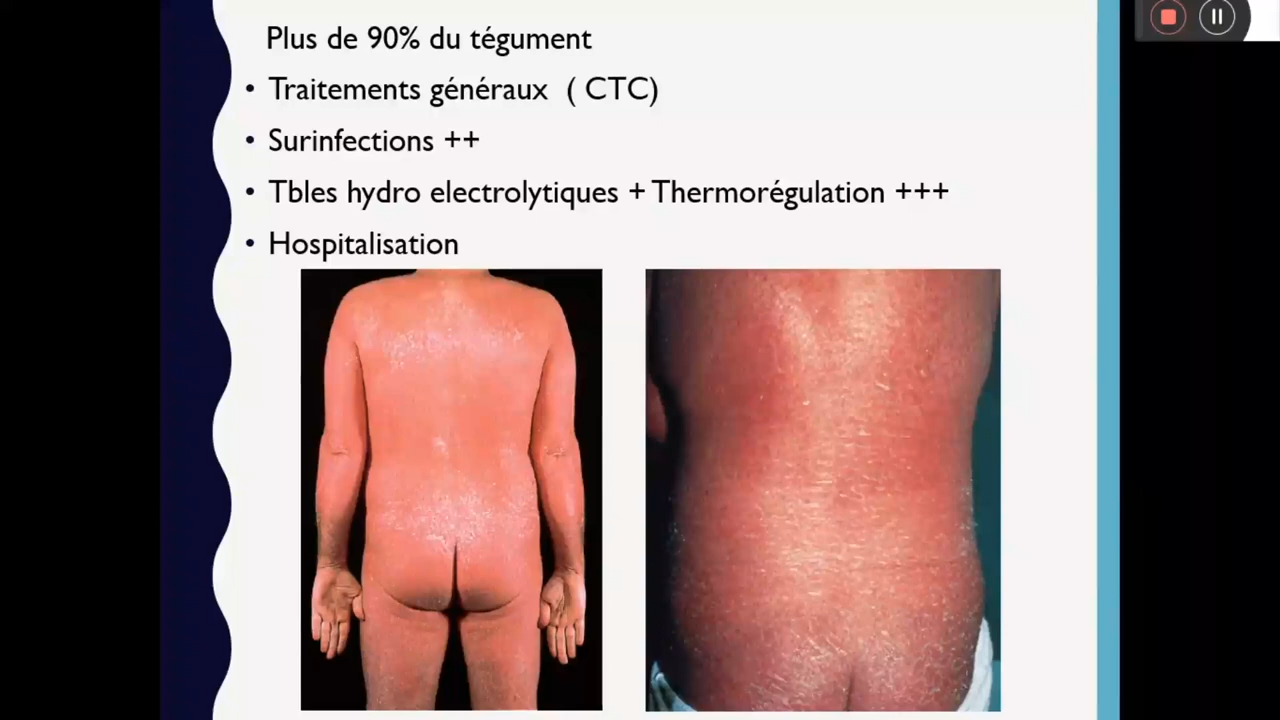 Plus de 90% du tégument
• Traitements généraux ( CTC)
• Surinfections ++
• Tbles hydro electrolytiques + Thermorégulation +++
• Hospitalisation